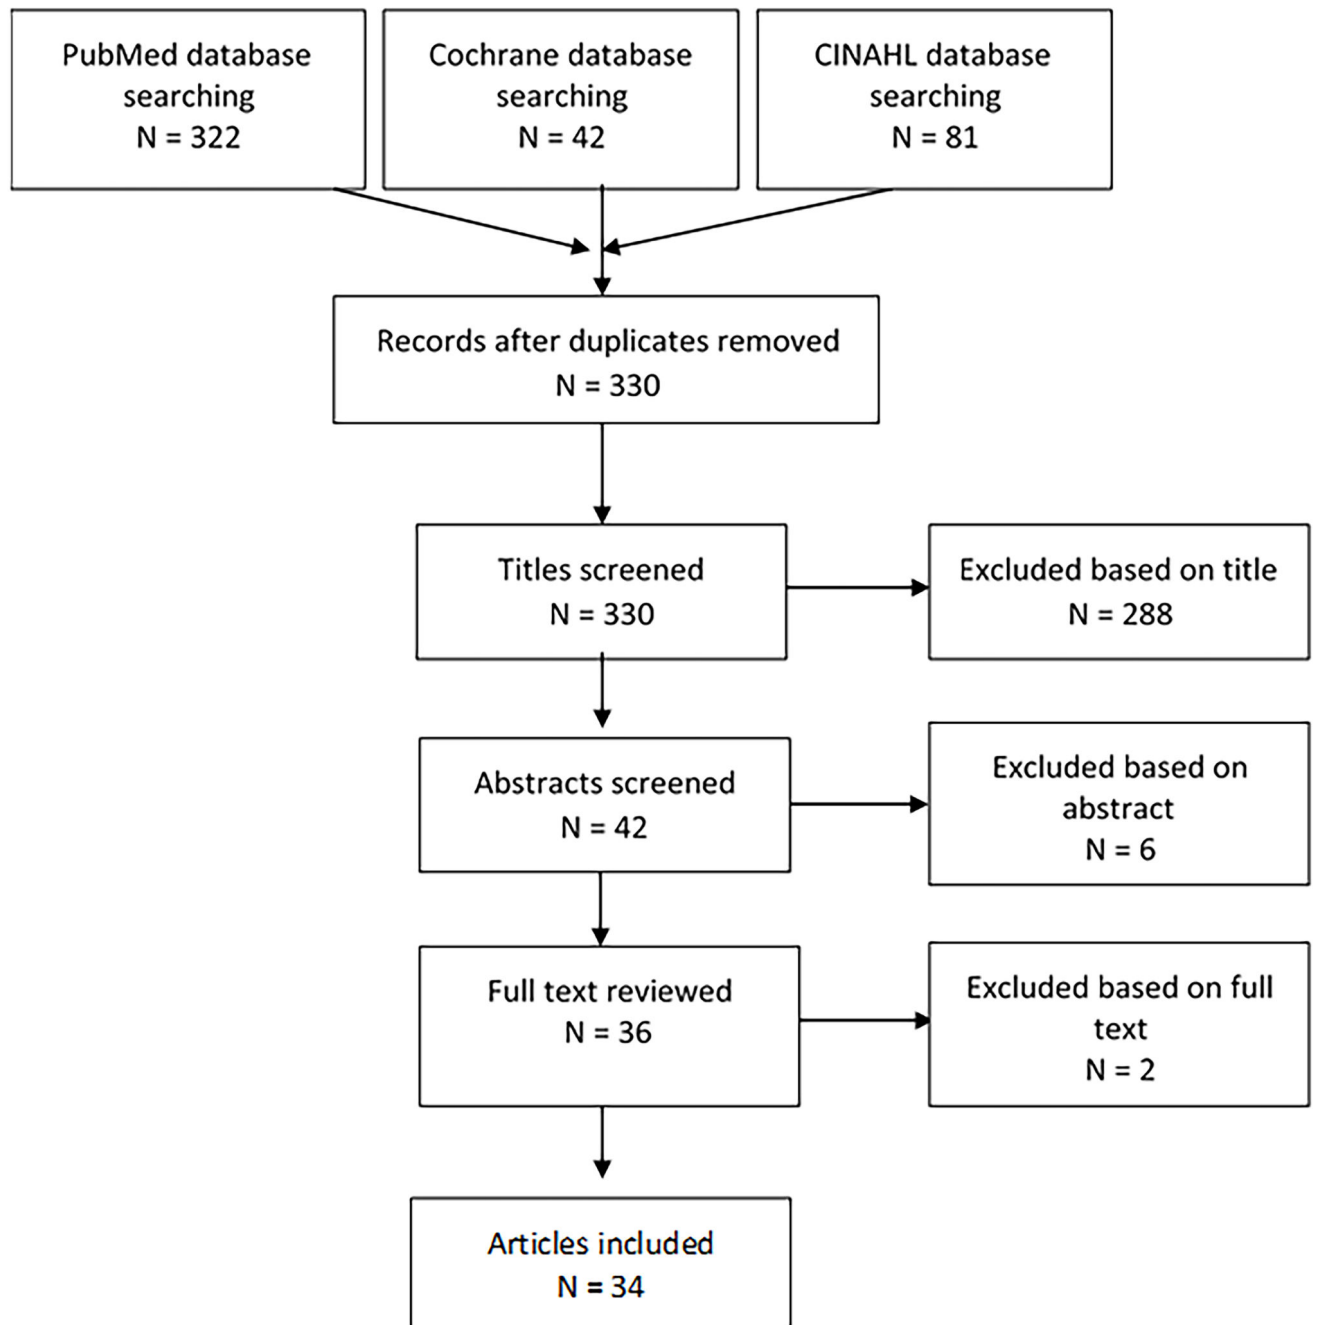 PubMed database
searching
N = 322
Cochrane database
searching
N = 42
CINAHL database
searching
N = 81
Records after duplicates removed
N = 330
Titles screened
N = 330
Excluded based on title
N = 288
Abstracts screened
N = 42
Excluded based on
abstract
N = 6
Full text reviewed
N = 36
Excluded based on full
text
N = 2
Articles included
N = 34